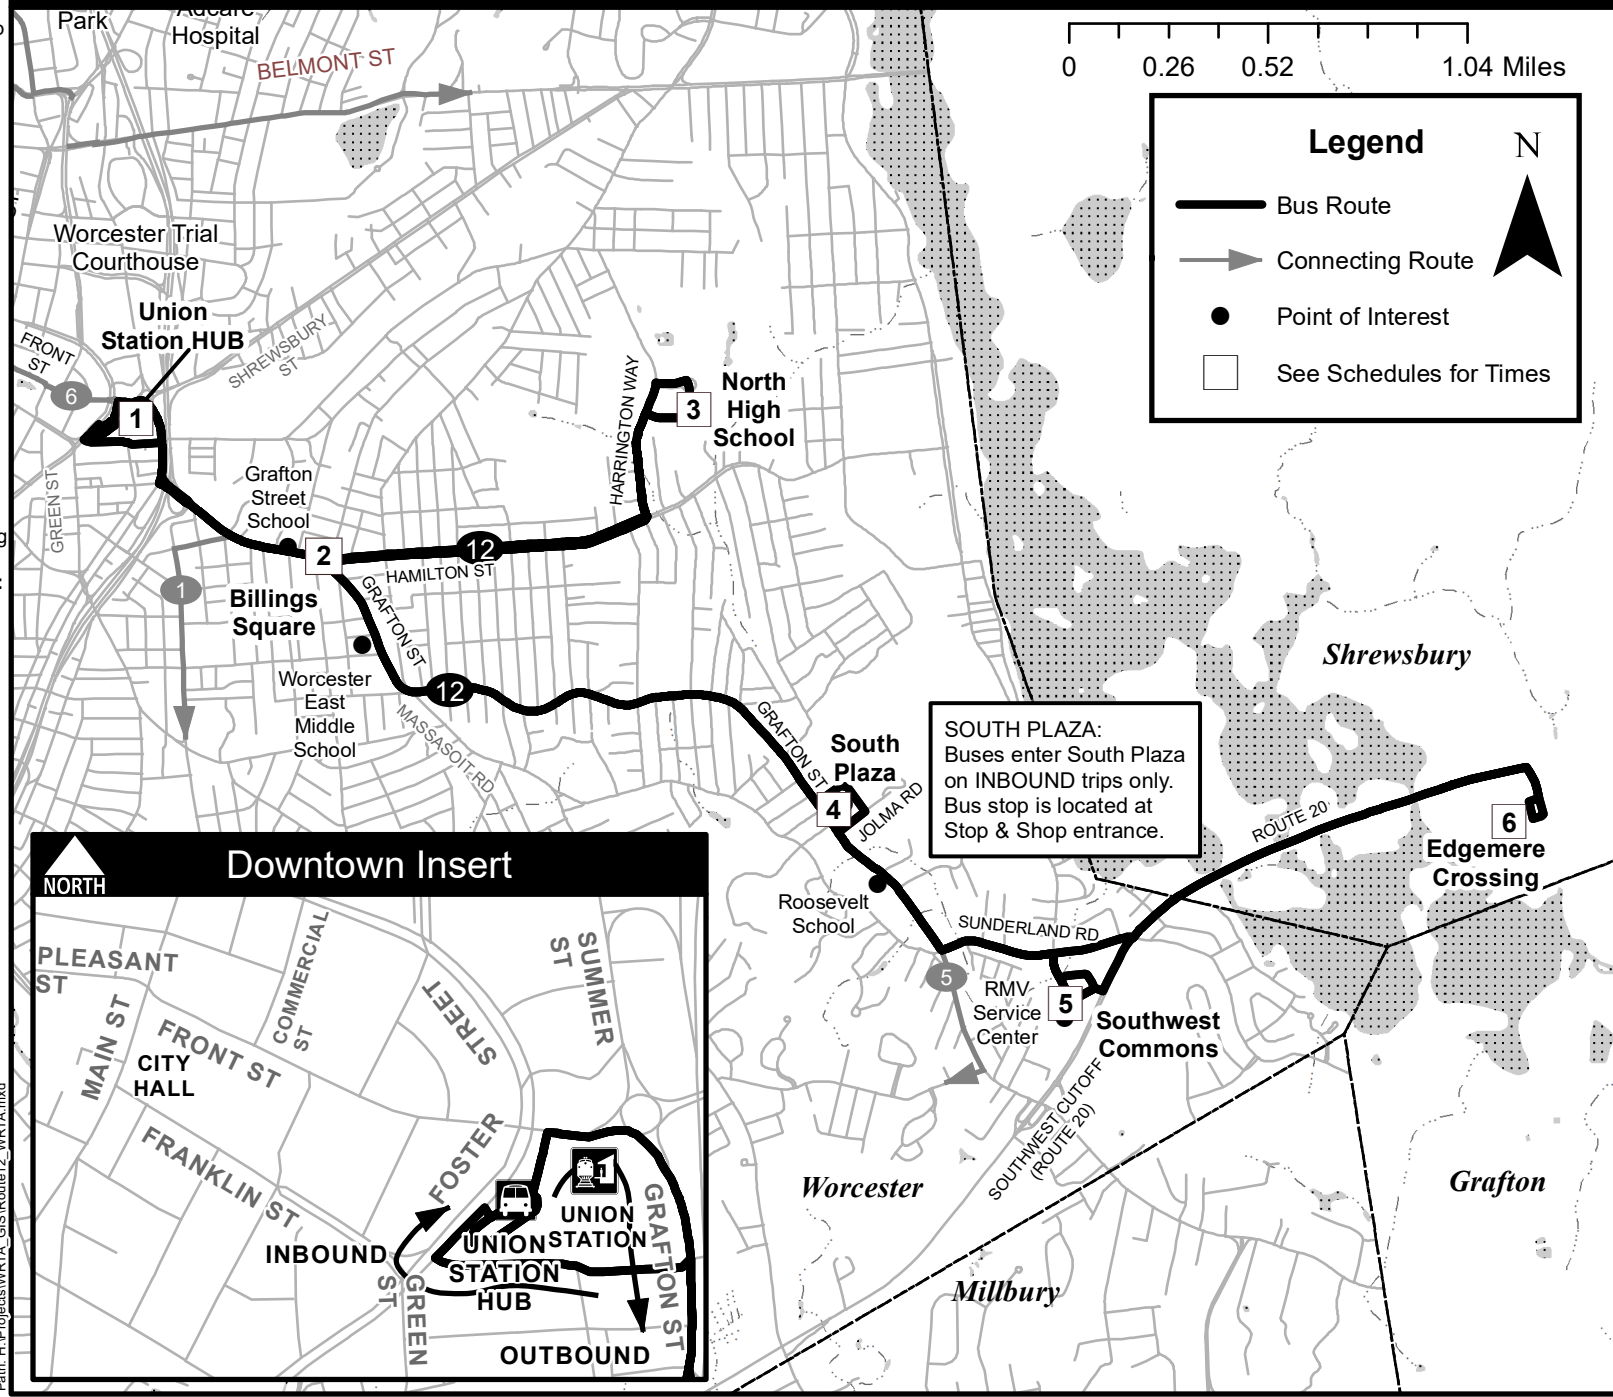 Park
Adcare
Hospital
BELMONT ST
0
0.26
0.52
1.04 Miles
Legend
N
Bus Route
Connecting Route
Point of Interest
See Schedules for Times
Worcester Trial
Courthouse
Union
Station HUB
FRONT
ST
SHREWSBURY
ST
6
1
HARRINGTON WAY
3
North
High
School
GREEN ST
Grafton
Street
School
2
12
HAMILTON ST
1
Billings
Square
GRAFTON ST
Worcester
East
Middle
School
12
MASSASOIT RD
Shrewsbury
GRAFTON ST
South
Plaza
4
JOLMA RD
SOUTH PLAZA:
Buses enter South Plaza
on INBOUND trips only.
Bus stop is located at
Stop & Shop entrance.
ROUTE 20
6
Edgemere
Crossing
Roosevelt
School
SUNDERLAND RD
5
RMV
Service
Center
5
Southwest
Commons
SOUTHWEST CUTOFF
(ROUTE 20)
Worcester
Grafton
Millbury
NORTH
Downtown Insert
PLEASANT
ST
COMMERCIAL
ST
SUMMER
ST
STREET
MAIN ST
FRONT ST
CITY
HALL
FRANKLIN ST
FOSTER
UNION
STATION
GRAFTON ST
INBOUND
UNION
STATION
HUB
ST
GREEN
OUTBOUND